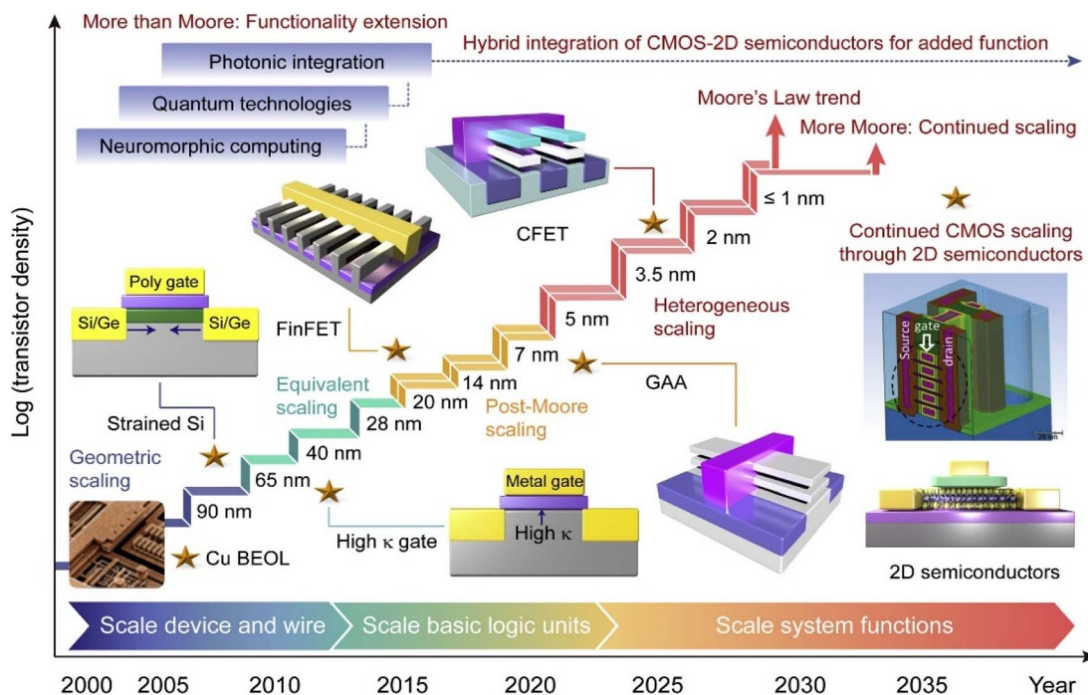 More than Moore: Functionality extension
Hybrid integration of CMOS-2D semiconductors for added function
Photonic integration
Quantum technologies
Neuromorphic computing
Moore's Law trend
More Moore: Continued scaling
CFET
≤ 1 nm
2 nm
3.5 nm
5 nm
Heterogeneous
scaling
Continued CMOS scaling
through 2D semiconductors
Source
gate
drain
20 nm
Poly gate
Si/Ge
Si/Ge
Strained Si
FinFET
7 nm
14 nm
20 nm
Post-Moore
scaling
GAA
Equivalent
scaling
28 nm
40 nm
65 nm
Geometric
scaling
90 nm
Cu BEOL
High κ gate
Metal gate
High κ
2D semiconductors
Log (transistor density)
Scale device and wire
Scale basic logic units
Scale system functions
2000 2005 2010 2015 2020 2025 2030 2035 Year